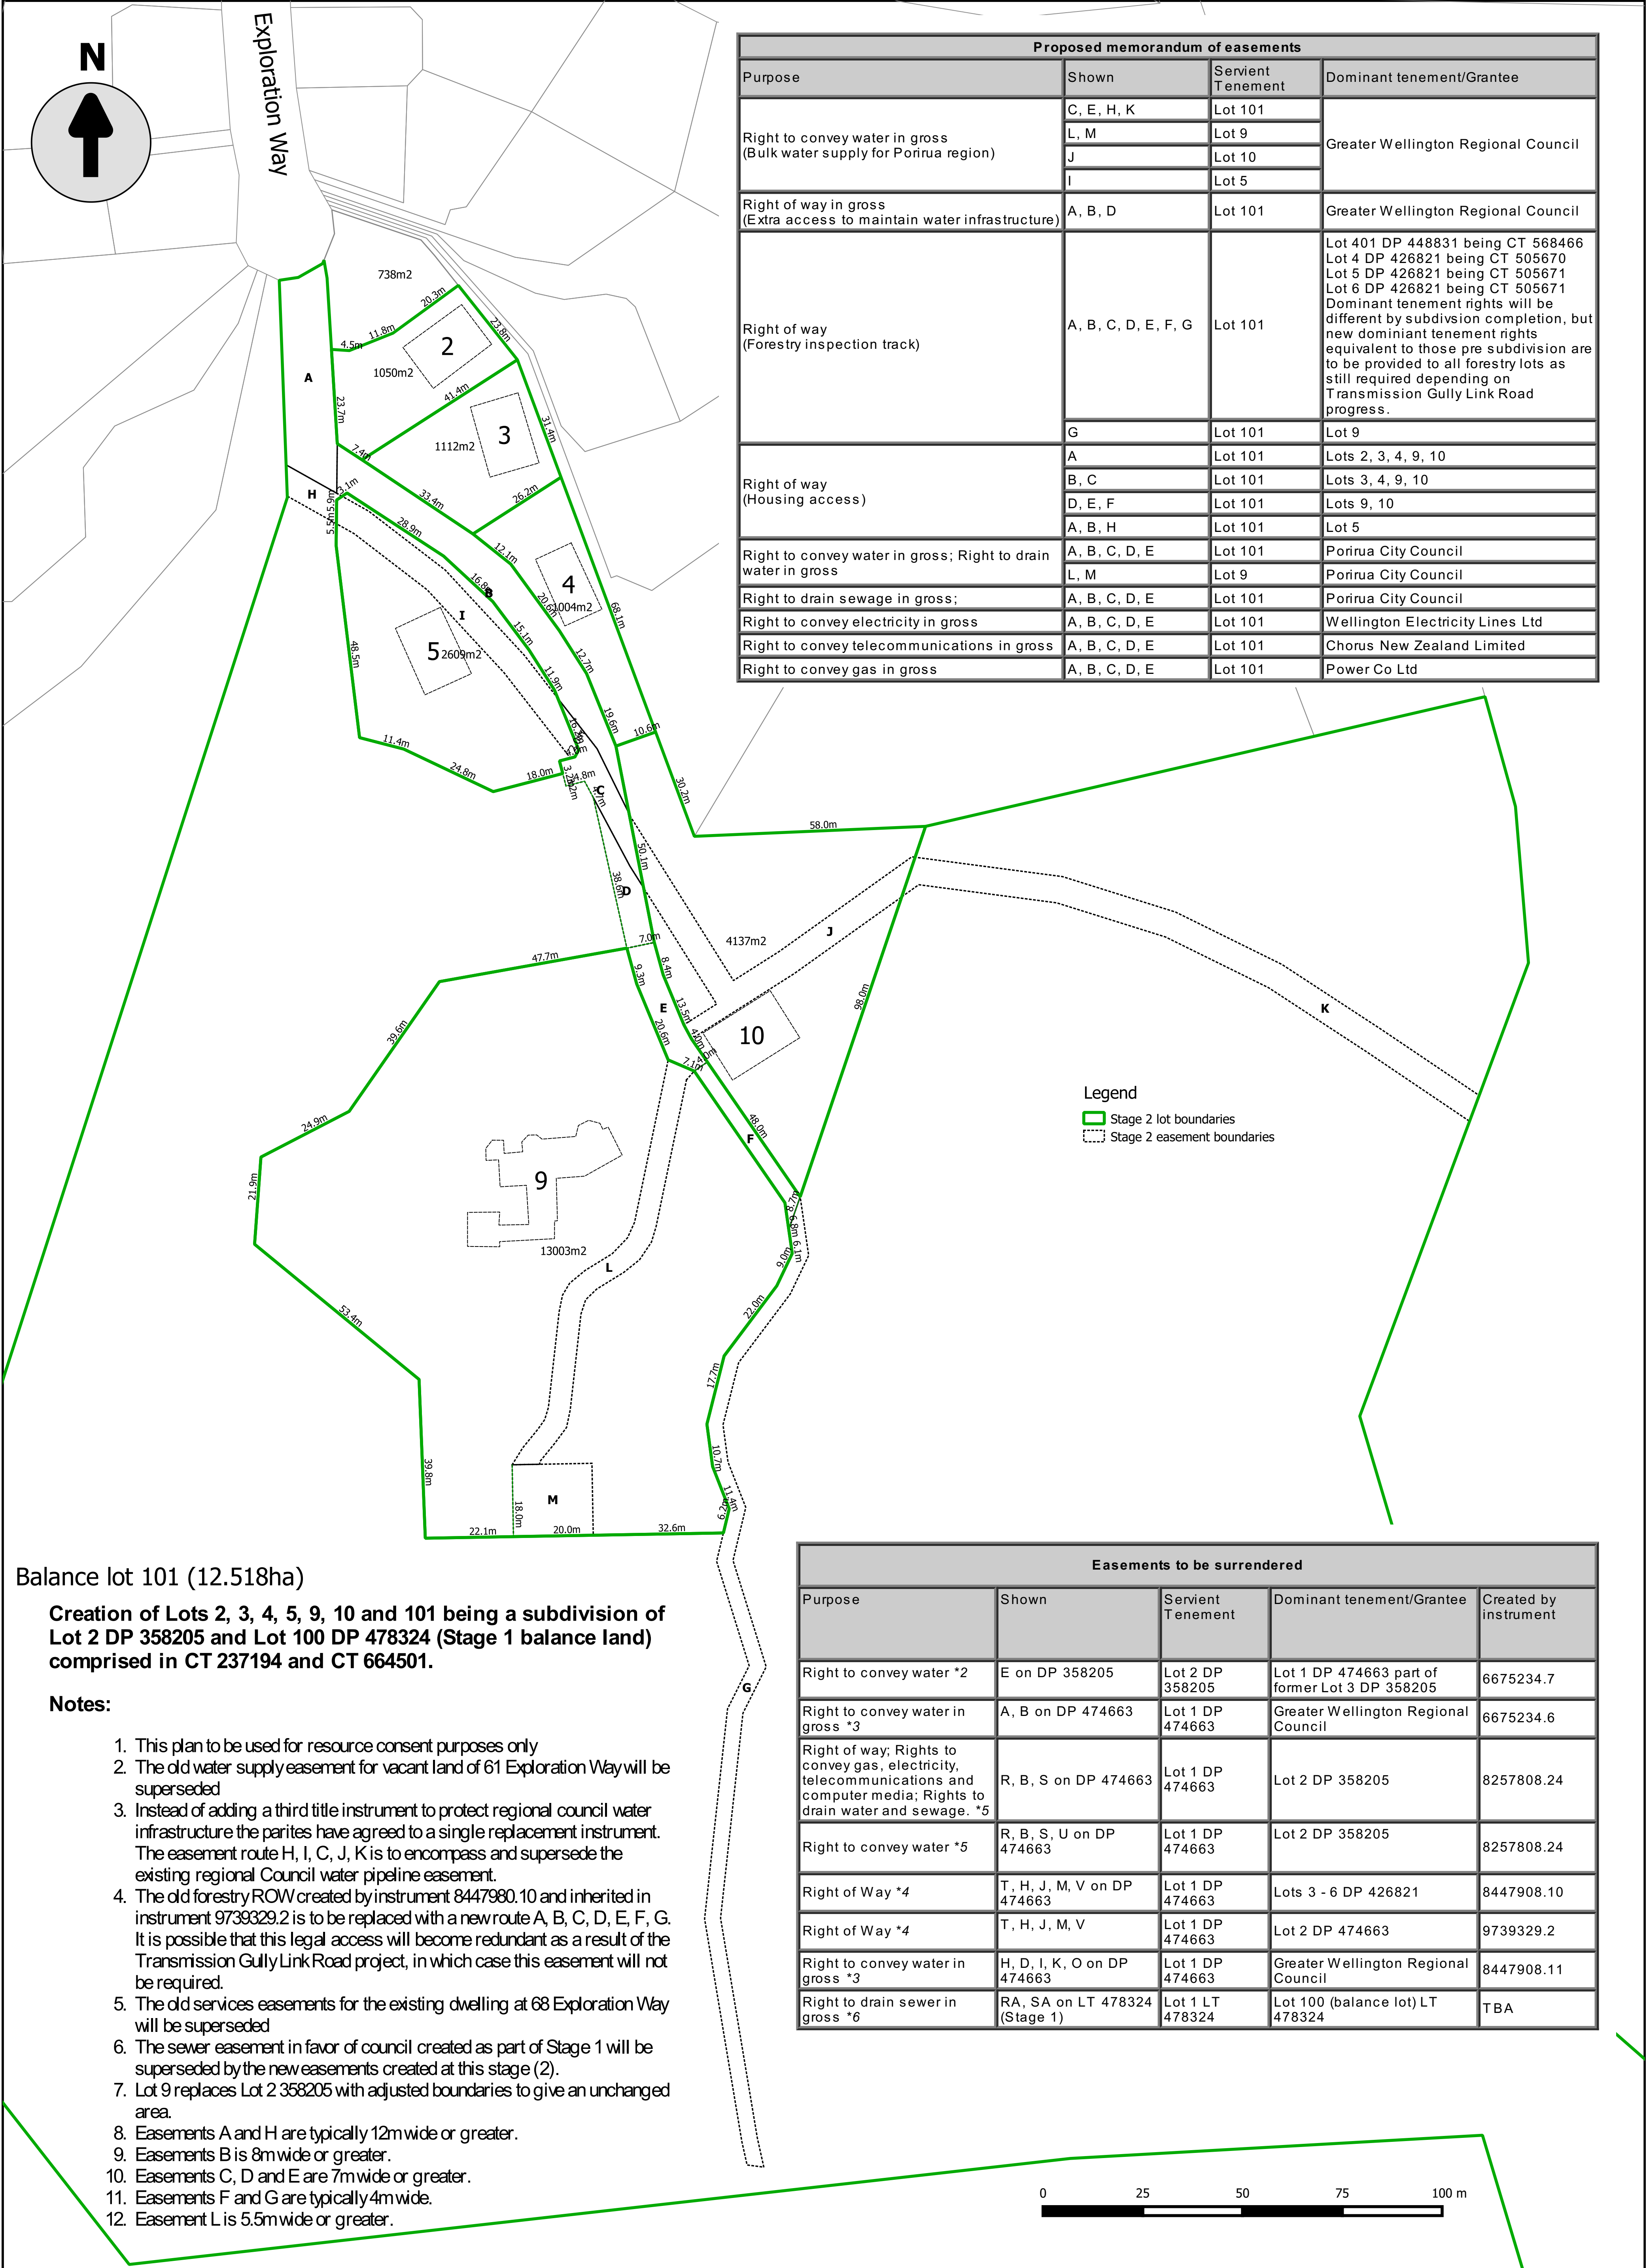 N
Exploration Way
Proposed memorandum of easements
Purpose
Shown
Servient
Tenement
Dominant tenement/Grantee
Right to convey water in gross
(Bulk water supply for Porirua region)
C, E, H, K
Lot 101
L, M
Lot 9
J
Lot 10
I
Lot 5
Greater Wellington Regional Council
Right of way in gross
(Extra access to maintain water infrastructure)
A, B, D
Lot 101
Greater Wellington Regional Council
Right of way
(Forestry inspection track)
A, B, C, D, E, F, G
Lot 101
Lot 401 DP 448831 being CT 568466
Lot 4 DP 426821 being CT 505670
Lot 5 DP 426821 being CT 505671
Lot 6 DP 426821 being CT 505671
Dominant tenement rights will be
different by subdivsion completion, but
new dominiant tenement rights
equivalent to those pre subdivision are
to be provided to all forestry lots as
still required depending on
Transmission Gully Link Road
progress.
G
Lot 101
Lot 9
Right of way
(Housing access)
A
Lot 101
Lots 2, 3, 4, 9, 10
B, C
Lot 101
Lots 3, 4, 9, 10
D, E, F
Lot 101
Lots 9, 10
A, B, H
Lot 101
Lot 5
Right to convey water in gross; Right to drain
water in gross
A, B, C, D, E
Lot 101
Porirua City Council
L, M
Lot 9
Porirua City Council
Right to drain sewage in gross;
A, B, C, D, E
Lot 101
Porirua City Council
Right to convey electricity in gross
A, B, C, D, E
Lot 101
Wellington Electricity Lines Ltd
Right to convey telecommunications in gross
A, B, C, D, E
Lot 101
Chorus New Zealand Limited
Right to convey gas in gross
A, B, C, D, E
Lot 101
Power Co Ltd
738m2
20.3m
11.8m
4.5m
23.8m
2
1050m2
A
23.7m
41.4m
3
1112m2
31.4m
7.4m
33.4m
26.2m
H
3.1m
5.9m
5.5m
28.9m
12.1m
16.8m
B
20.6m
4
1004m2
68.1m
I
5
2609m2
48.5m
15.1m
12.7m
11.9m
19.6m
10.6m
11.4m
24.8m
18.0m
4.8m
C
30.2m
58.0m
50.1m
38.6m
D
7.0m
4137m2
J
47.7m
9.3m
8.4m
E
13.5m
20.6m
4.0m
7.1m
10
98.0m
K
39.6m
24.9m
21.9m
48.0m
F
9
13003m2
L
8.7m
6.8m
6.1m
9.0m
22.0m
53.4m
17.7m
10.7m
11.4m
6.2m
39.8m
18.0m
M
22.1m
20.0m
32.6m
G
Legend
Stage 2 lot boundaries
Stage 2 easement boundaries
Balance lot 101 (12.518ha)
Creation of Lots 2, 3, 4, 5, 9, 10 and 101 being a subdivision of
Lot 2 DP 358205 and Lot 100 DP 478324 (Stage 1 balance land)
comprised in CT 237194 and CT 664501.
Notes:
1. This plan to be used for resource consent purposes only
2. The old water supply easement for vacant land of 61 Exploration Way will be
superseded
3. Instead of adding a third title instrument to protect regional council water
infrastructure the parites have agreed to a single replacement instrument.
The easement route H, I, C, J, K is to encompass and supersede the
existing regional Council water pipeline easement.
4. The old forestry ROW created by instrument 8447980.10 and inherited in
instrument 9739329.2 is to be replaced with a new route A, B, C, D, E, F, G.
It is possible that this legal access will become redundant as a result of the
Transmission Gully Link Road project, in which case this easement will not
be required.
5. The old services easements for the existing dwelling at 68 Exploration Way
will be superseded
6. The sewer easement in favor of council created as part of Stage 1 will be
superseded by the new easements created at this stage (2).
7. Lot 9 replaces Lot 2 358205 with adjusted boundaries to give an unchanged
area.
8. Easements A and H are typically 12m wide or greater.
9. Easements B is 8m wide or greater.
10. Easements C, D and E are 7m wide or greater.
11. Easements F and G are typically 4m wide.
12. Easement L is 5.5m wide or greater.
Easements to be surrendered
Purpose
Shown
Servient
Tenement
Dominant tenement/Grantee
Created by
instrument
Right to convey water *2
E on DP 358205
Lot 2 DP
358205
Lot 1 DP 474663 part of
former Lot 3 DP 358205
6675234.7
Right to convey water in
gross *3
A, B on DP 474663
Lot 1 DP
474663
Greater Wellington Regional
Council
6675234.6
Right of way; Rights to
convey gas, electricity,
telecommunications and
computer media; Rights to
drain water and sewage. *5
R, B, S on DP 474663
Lot 1 DP
474663
Lot 2 DP 358205
8257808.24
Right to convey water *5
R, B, S, U on DP
474663
Lot 1 DP
474663
Lot 2 DP 358205
8257808.24
Right of Way *4
T, H, J, M, V on DP
474663
Lot 1 DP
474663
Lots 3 - 6 DP 426821
8447908.10
Right of Way *4
T, H, J, M, V
Lot 1 DP
474663
Lot 2 DP 474663
9739329.2
Right to convey water in
gross *3
H, D, I, K, O on DP
474663
Lot 1 DP
474663
Greater Wellington Regional
Council
8447908.11
Right to drain sewer in
gross *6
RA, SA on LT 478324
(Stage 1)
Lot 1 LT
478324
Lot 100 (balance lot) LT
478324
TBA
0 25 50 75 100 m